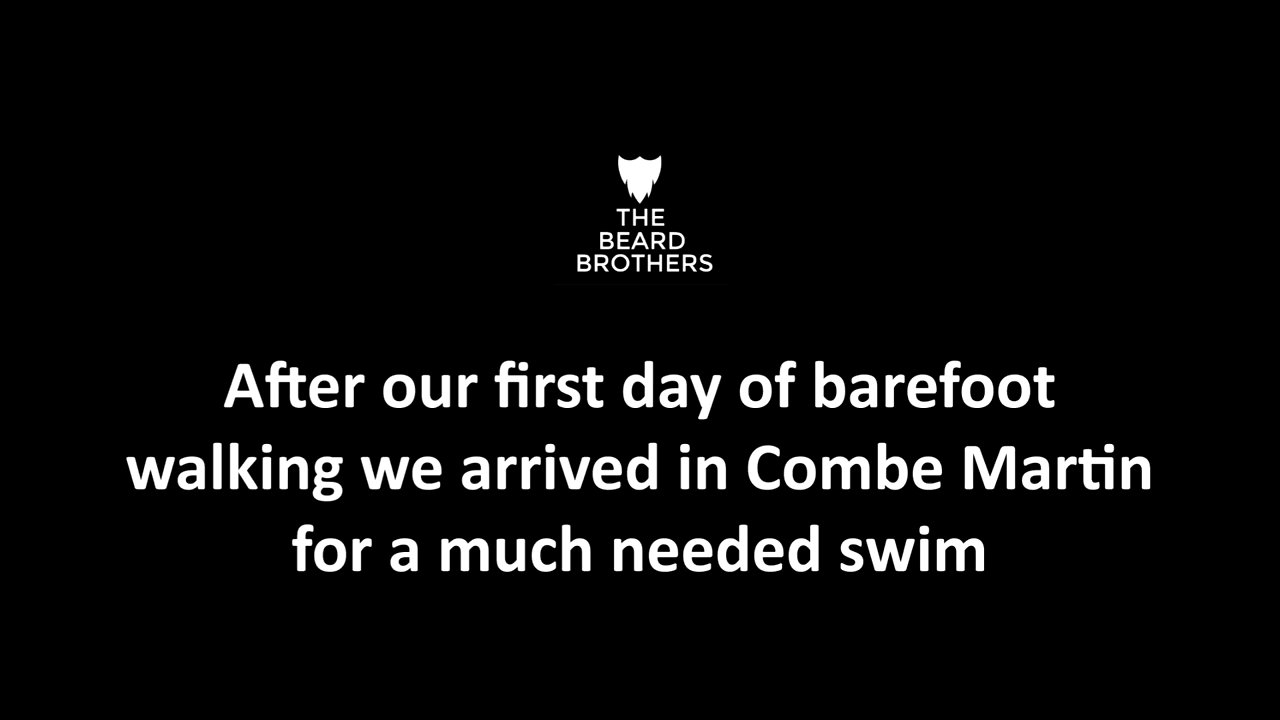 THE
BEARD
BROTHERS
After our first day of barefoot
walking we arrived in Combe Martin
for a much needed swim